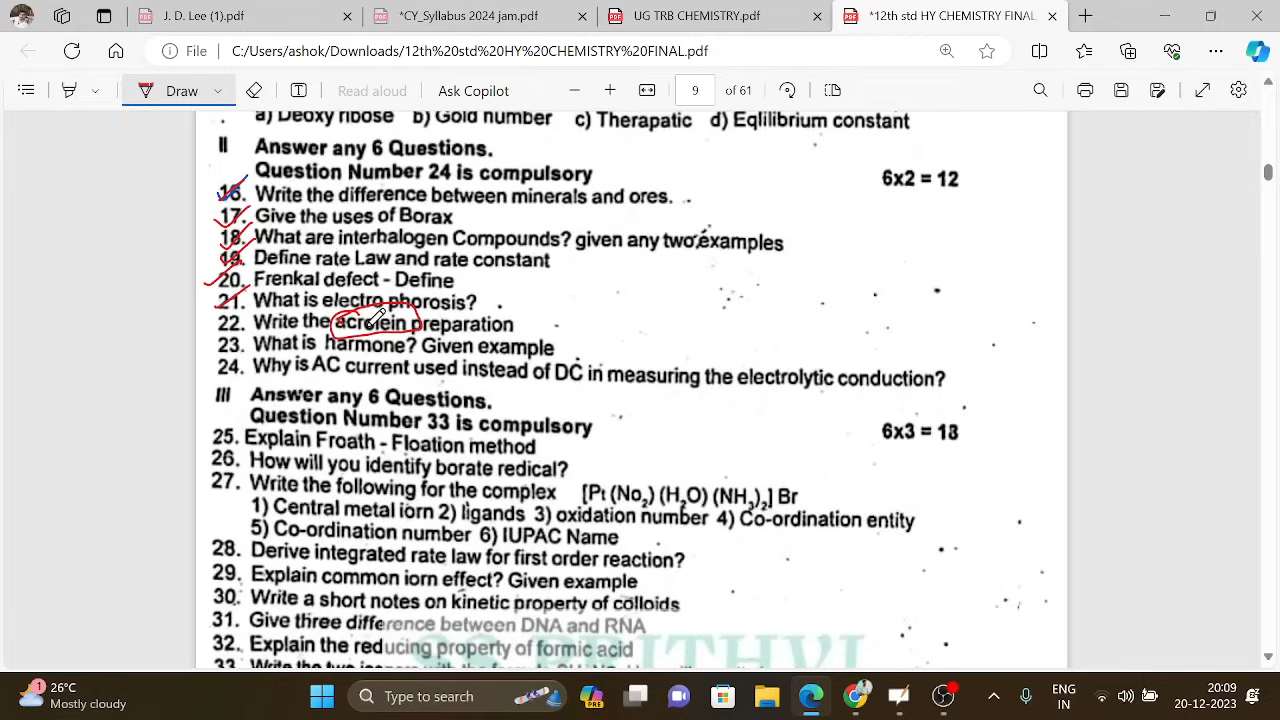 D. Line (1).pdf
CY_Syllabus 24 jam.pdf
UG TRB CHEMISTRY.pdf
*12th std HY CHEMISTRY FINAL.
File C:/Users/ashok/Downloads/12th%20std%20HY%20CHEMISTRY%20FINAL.pdf
Draw Read aloud Ask Copilot 9 of 61
a) Deoxy ribose b) Gold number c) Therapatic d) Eqlilibrium constant
II Answer any 6 Questions.
Question Number 24 is compulsory 6x2 = 12
16. Write the difference between minerals and ores.
17. Give the uses of Borax
18. What are interhalogen Compounds? given any two examples
19. Define rate Law and rate constant
20. Frenkal defect - Define
21. What is electro phorosis?
22. Write the acrolein preparation
23. What is harmone? Given example
24. Why is AC current used instead of DC in measuring the electrolytic conduction?
III Answer any 6 Questions.
Question Number 33 is compulsory 6x3 = 18
25. Explain Froath - Floation method
26. How will you identify borate redical?
27. Write the following for the complex [Pt (No2) (H2O) (NH3)2] Br
1) Central metal iorn 2) ligands 3) oxidation number 4) Co-ordination entity
5) Co-ordination number 6) IUPAC Name
28. Derive integrated rate law for first order reaction?
29. Explain common iorn effect? Given example
30. Write a short notes on kinetic property of colloids
31. Give three difference between DNA and RNA
32. Explain the reducing property of formic acid
33. Write the two
26°C
Mostly clear
Type to search
PRE
ENG
IN
20:09
20-12-2023